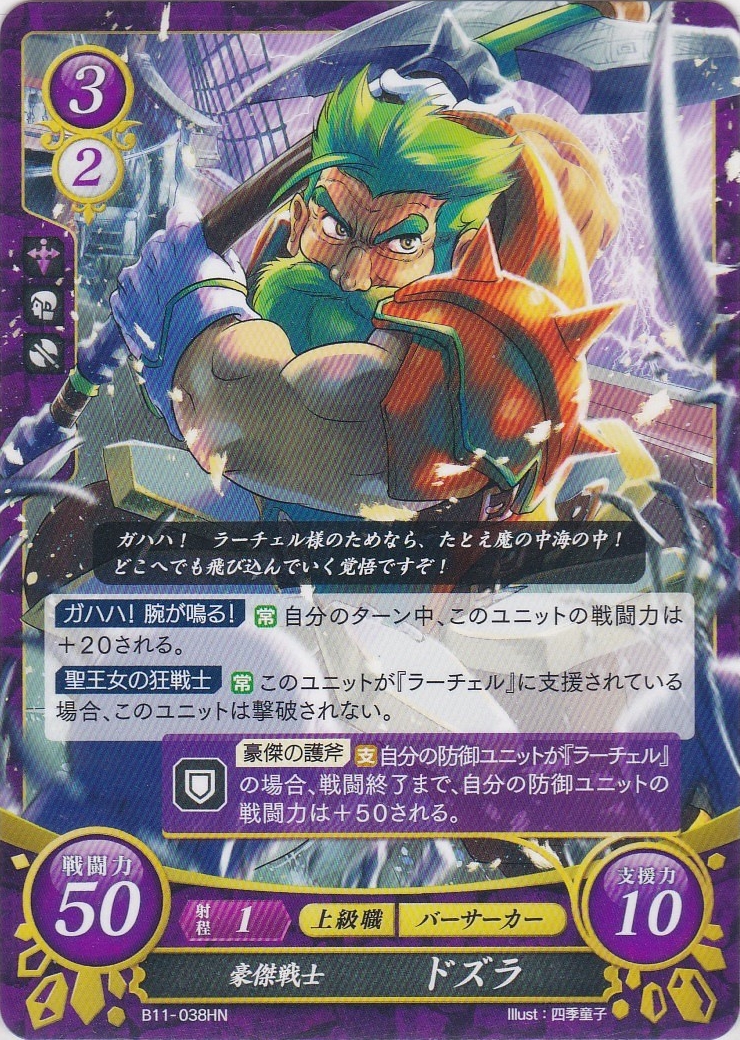 3
2
ガハハ! ラーチェル様のためなら、たとえ魔の中海の中!
どこへでも飛び込んでいく覚悟ですぞ!
ガハハ! 腕が鳴る! 常 自分のターン中、このユニットの戦闘力は
+20される。
聖王女の狂戦士 常 このユニットが『ラーチェル』に支援されている
場合、このユニットは撃破されない。
豪傑の護斧 支 自分の防御ユニットが『ラーチェル』
の場合、戦闘終了まで、自分の防御ユニットの
戦闘力は+50される。
戦闘力
50
射程 1 上級職 バーサーカー
支援力
10
豪傑戦士 ドズラ
B11-038HN Illust:四季童子